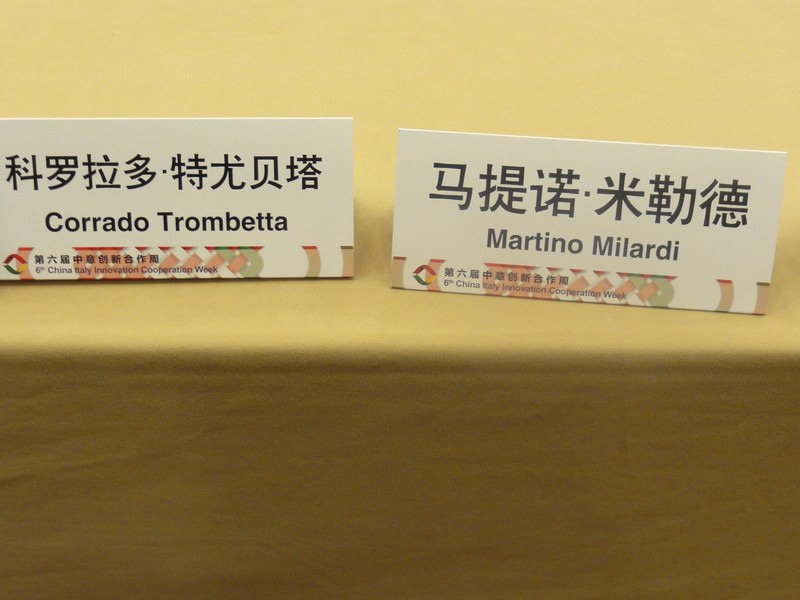 科罗拉多·特尤贝塔
Corrado Trombetta
第六届中意创新合作周
6th China Italy Innovation Cooperation Week
马提诺·米勒德
Martino Milardi
第六届中意创新合作周
6th China Italy Innovation Cooperation Week